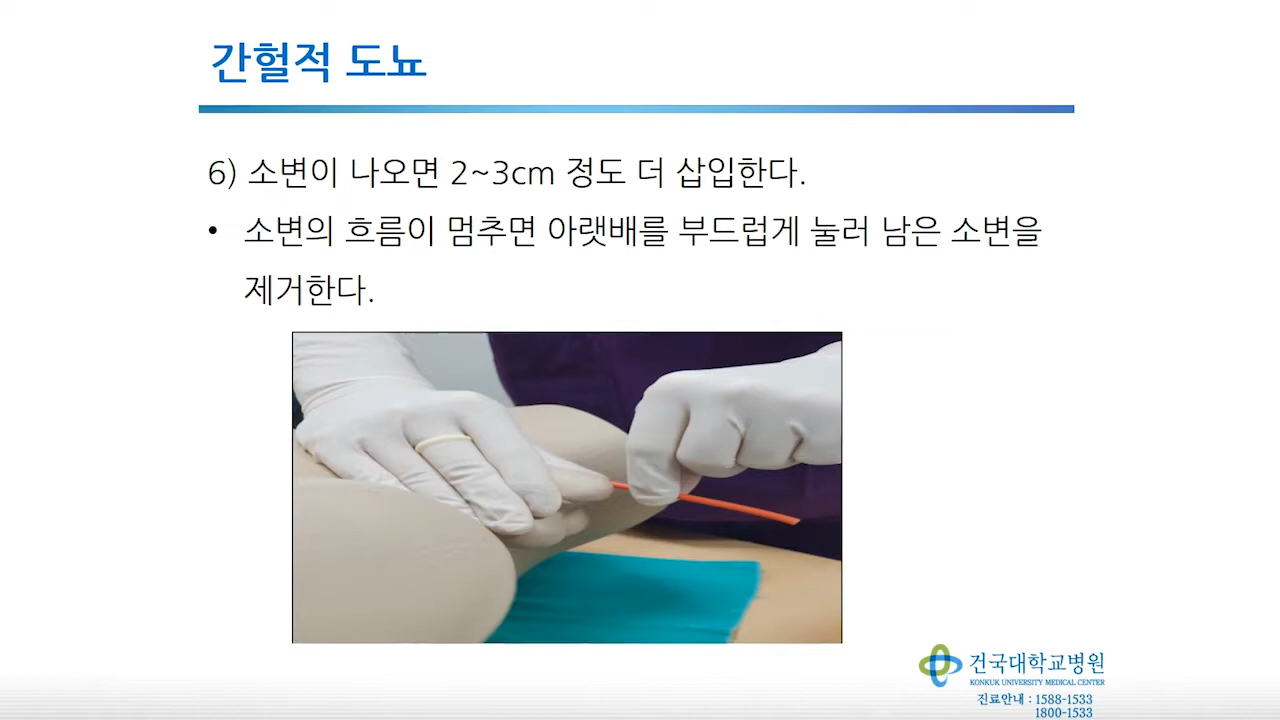 간헐적 도뇨
6) 소변이 나오면 2~3cm 정도 더 삽입한다.
• 소변의 흐름이 멈추면 아랫배를 부드럽게 눌러 남은 소변을
제거한다.
건국대학교병원
KONKUK UNIVERSITY MEDICAL CENTER
진료안내 : 1588-1533
1800-1533